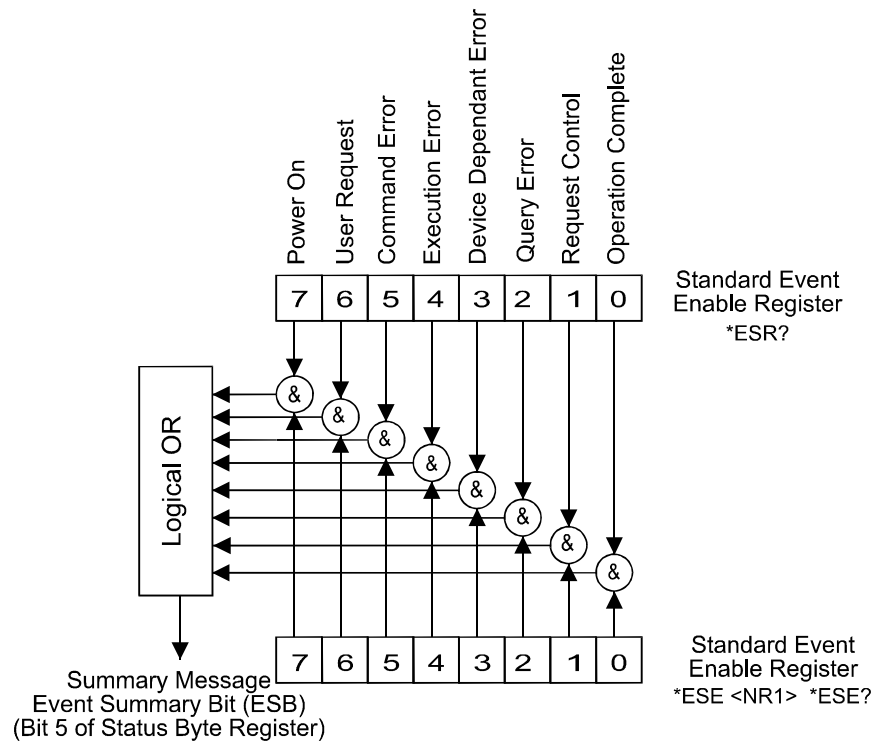 Power On
User Request
Command Error
Execution Error
Device Dependant Error
Query Error
Request Control
Operation Complete
7 6 5 4 3 2 1 0
Standard Event
Enable Register
*ESR?
Logical OR
&
&
&
&
&
&
&
&
7 6 5 4 3 2 1 0
Standard Event
Enable Register
*ESE <NR1> *ESE?
Summary Message
Event Summary Bit (ESB)
(Bit 5 of Status Byte Register)